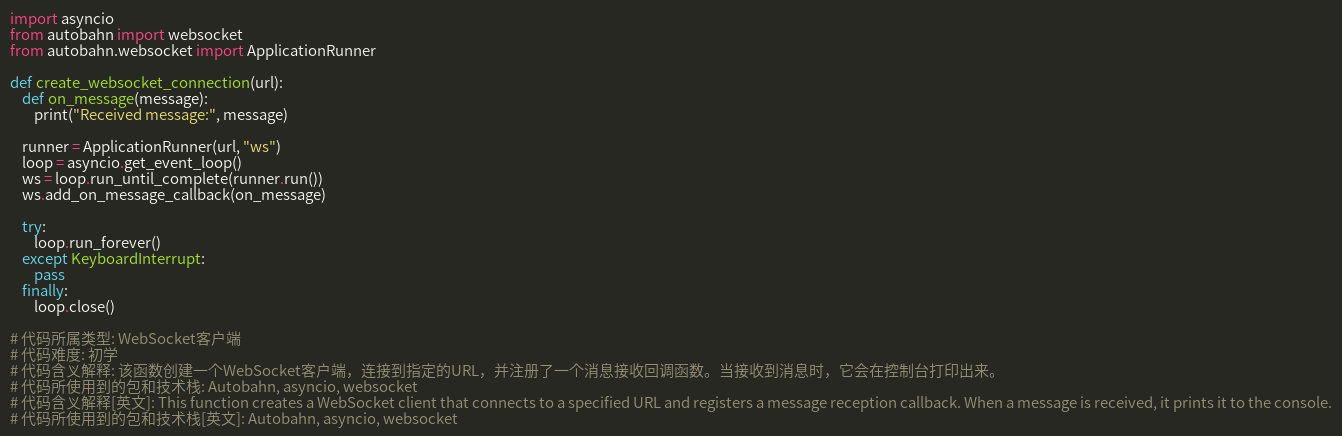 import asyncio
from autobahn import websocket
from autobahn.websocket import ApplicationRunner

def create_websocket_connection(url):
    def on_message(message):
        print("Received message:", message)

    runner = ApplicationRunner(url, "ws")
    loop = asyncio.get_event_loop()
    ws = loop.run_until_complete(runner.run())
    ws.add_on_message_callback(on_message)

    try:
        loop.run_forever()
    except KeyboardInterrupt:
        pass
    finally:
        loop.close()

# 代码所属类型: WebSocket客户端
# 代码难度: 初学
# 代码含义解释: 该函数创建一个WebSocket客户端，连接到指定的URL，并注册了一个消息接收回调函数。当接收到消息时，它会在控制台打印出来。
# 代码所使用到的包和技术栈: Autobahn, asyncio, websocket
# 代码含义解释[英文]: This function creates a WebSocket client that connects to a specified URL and registers a message reception callback. When a message is received, it prints it to the console.
# 代码所使用到的包和技术栈[英文]: Autobahn, asyncio, websocket